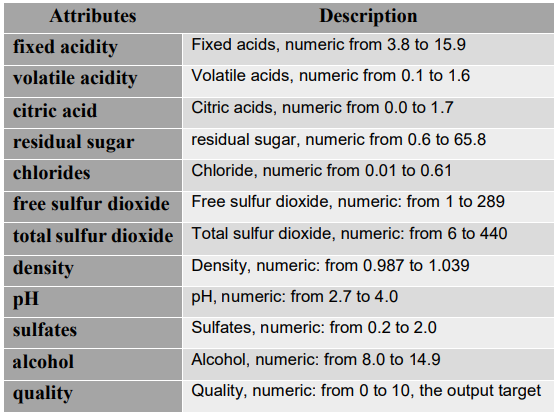 Attributes Description
fixed acidity Fixed acids, numeric from 3.8 to 15.9
volatile acidity Volatile acids, numeric from 0.1 to 1.6
citric acid Citric acids, numeric from 0.0 to 1.7
residual sugar residual sugar, numeric from 0.6 to 65.8
chlorides Chloride, numeric from 0.01 to 0.61
free sulfur dioxide Free sulfur dioxide, numeric: from 1 to 289
total sulfur dioxide Total sulfur dioxide, numeric: from 6 to 440
density Density, numeric: from 0.987 to 1.039
pH pH, numeric: from 2.7 to 4.0
sulfates Sulfates, numeric: from 0.2 to 2.0
alcohol Alcohol, numeric: from 8.0 to 14.9
quality Quality, numeric: from 0 to 10, the output target